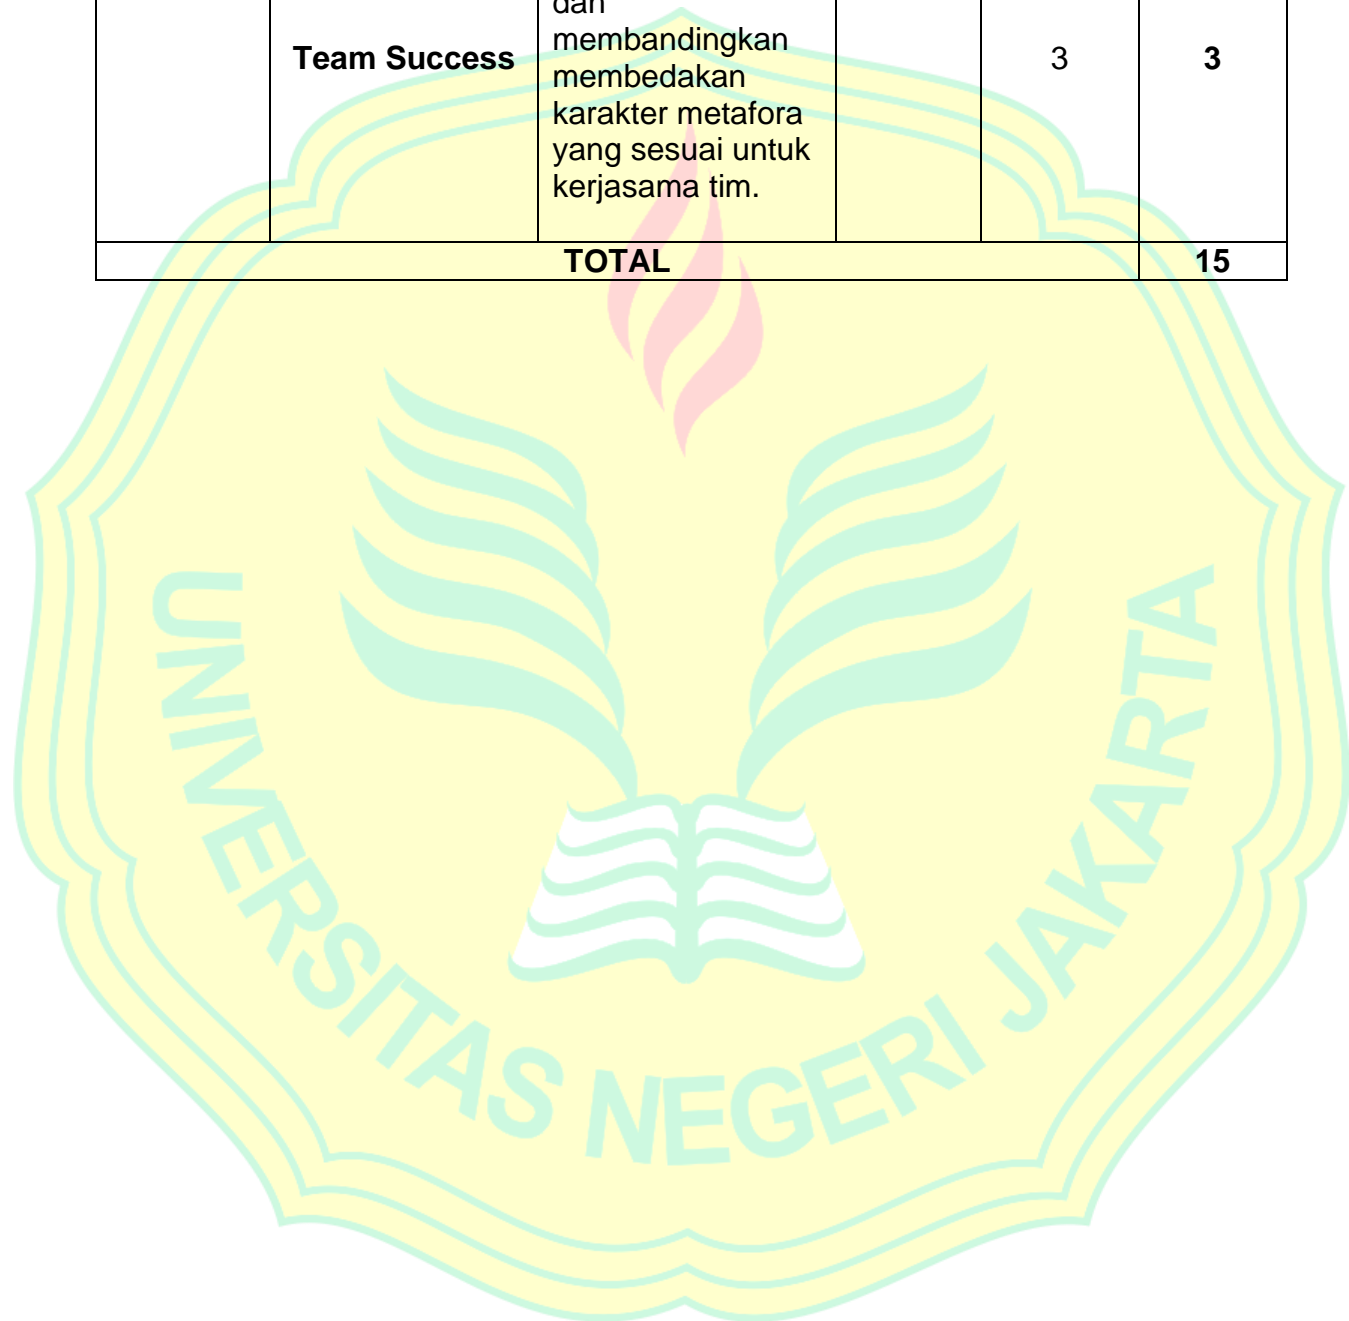 dan
membandingkan
Team Success
membedakan
3
3
karakter metafora
yang sesuai untuk
kerjasama tim.
TOTAL
15
UNIVERSITAS NEGERI JAKARTA